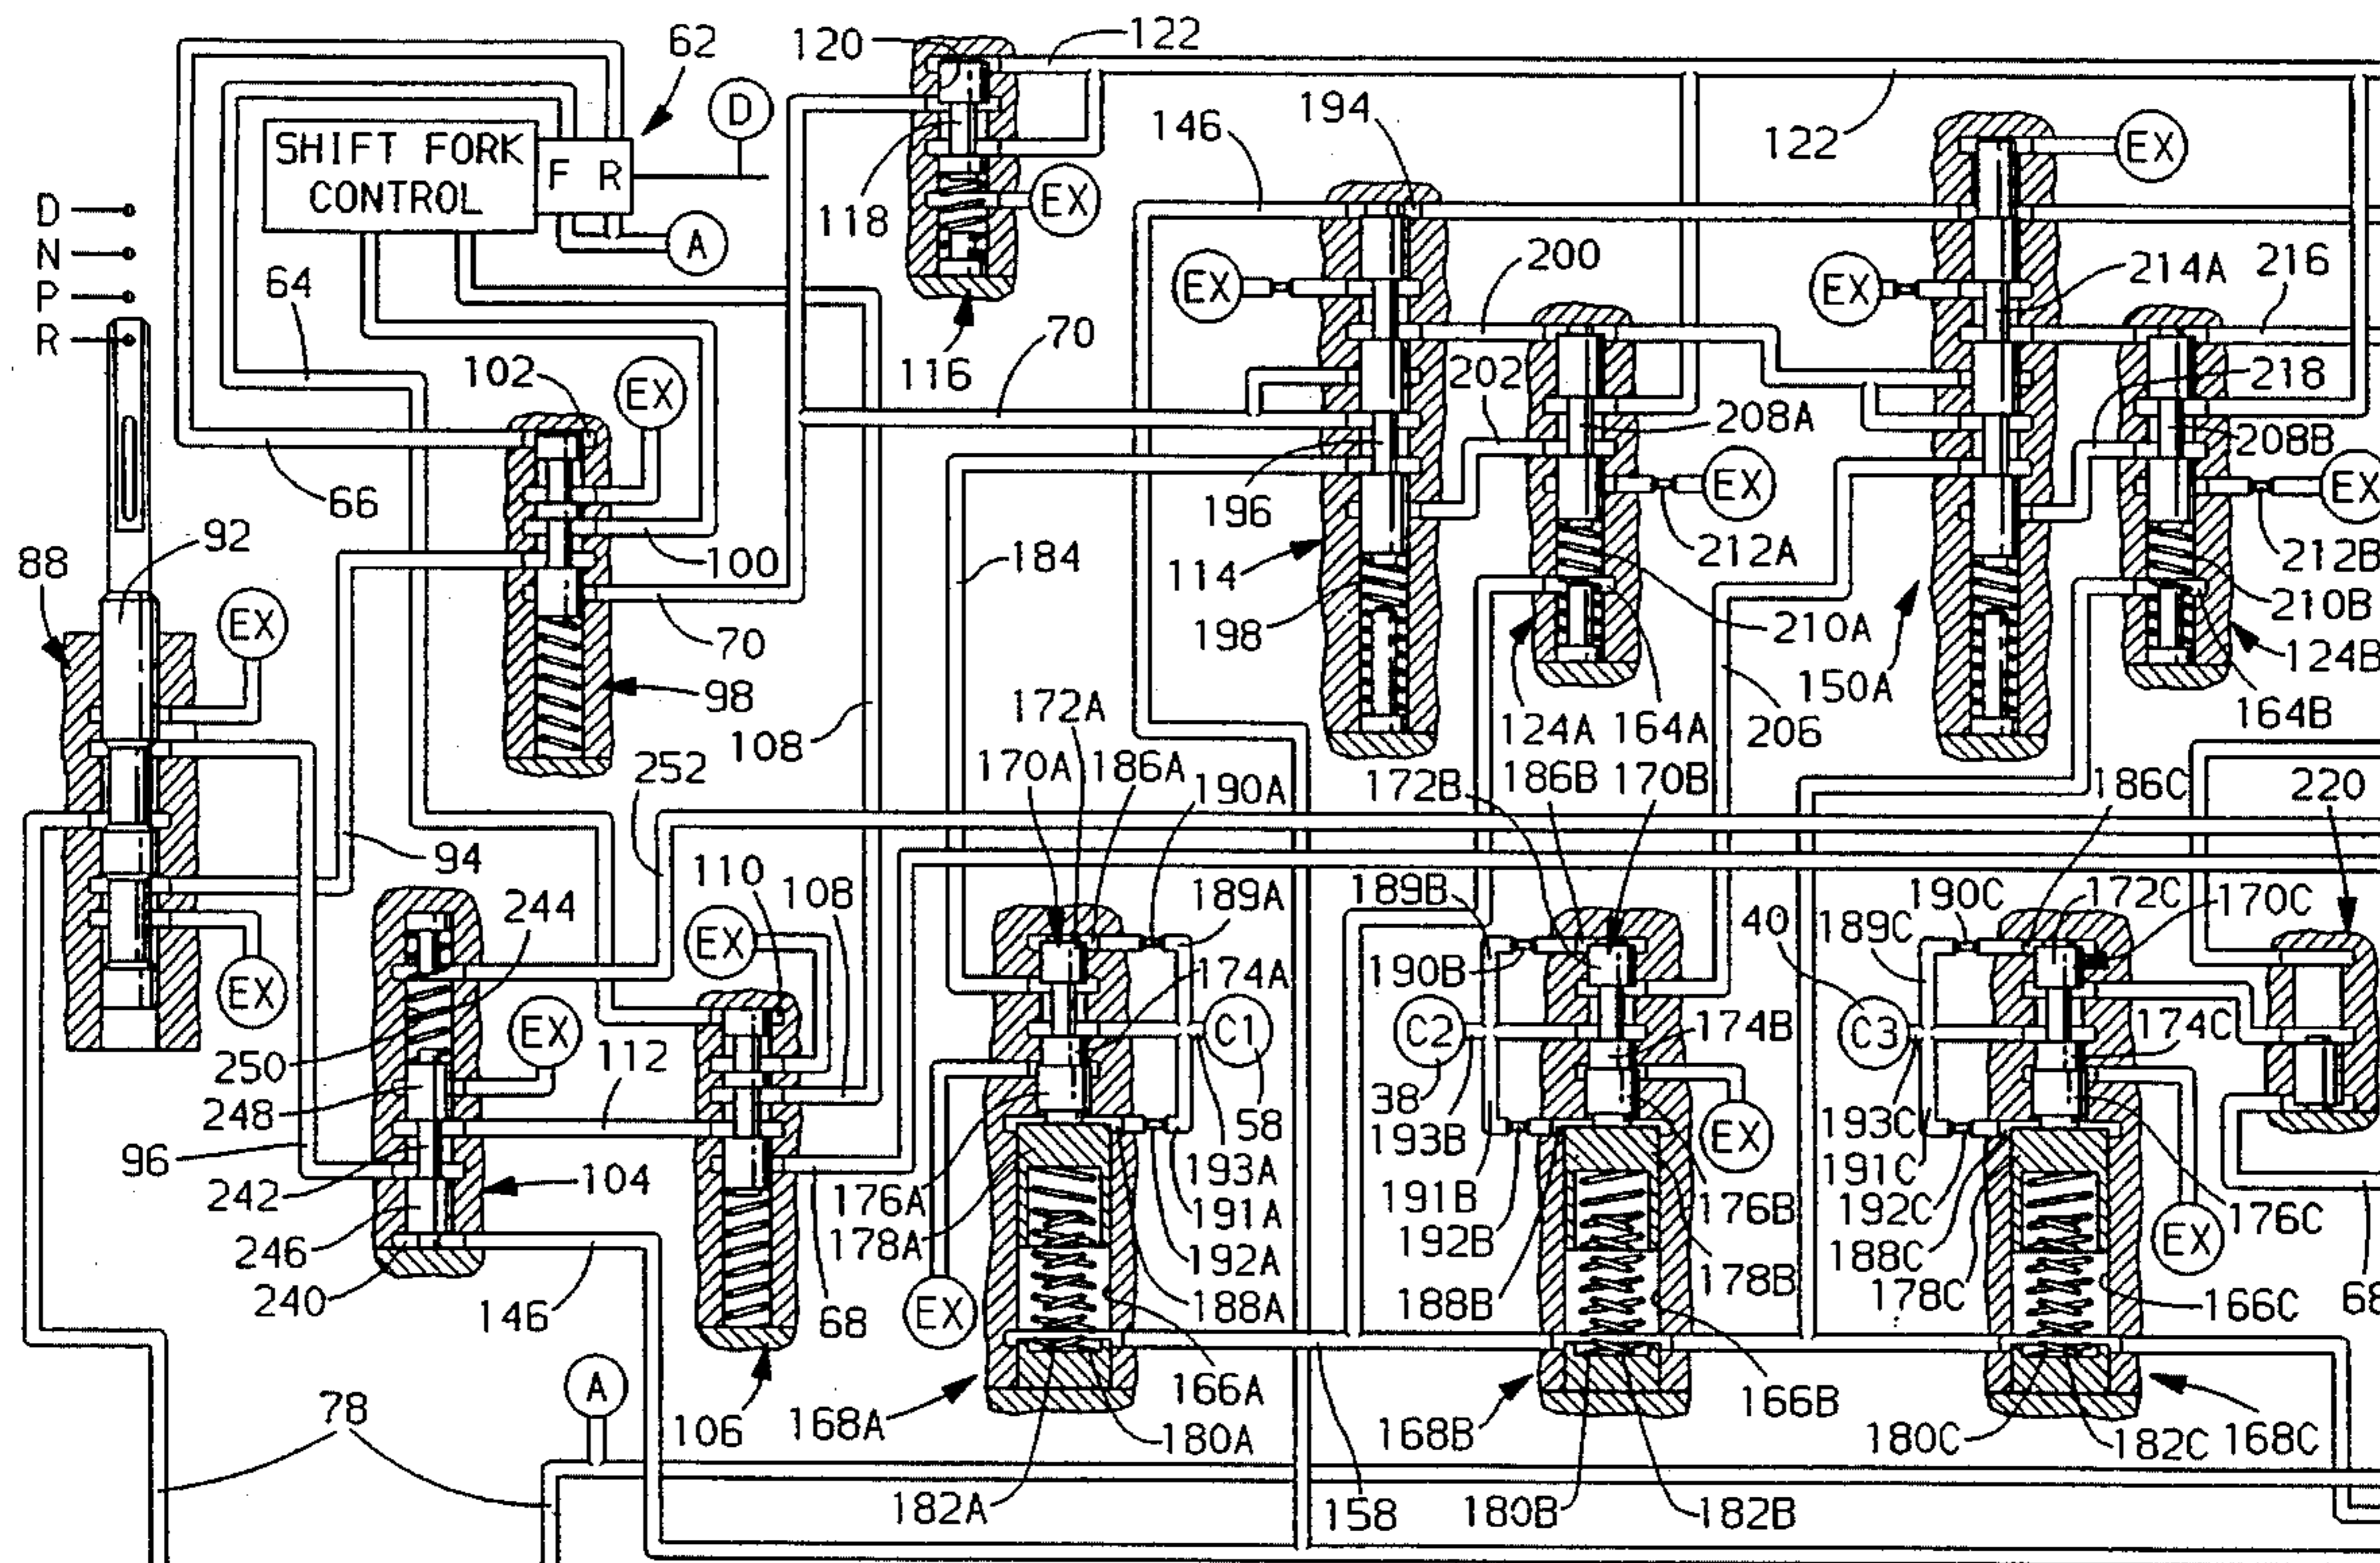 120
122
62
D
194
146
122
EX
SHIFT FORK
CONTROL
F R
118
EX
A
D
N
P
R
64
EX
200
EX
214A
216
116
70
102
EX
202
208A
218
208B
66
196
EX
EX
92
100
184
114
212A
212B
88
70
198
210A
210B
EX
98
150A
124B
172A
124A
164A
206
164B
108
252
170A
186A
190A
172B
186B
170B
186C
220
94
110
108
189A
189B
190C
172C
170C
244
EX
40
189C
EX
EX
174A
190B
C1
C2
174B
C3
174C
250
112
248
58
38
EX
96
193A
193B
193C
242
104
176A
191A
191B
176B
191C
192C
176C
246
178A
192A
192B
188C
EX
240
146
EX
188A
188B
178B
178C
166C
68
68
A
78
106
168A
166A
180A
168B
166B
180C
182C
168C
182A
158
180B
182B